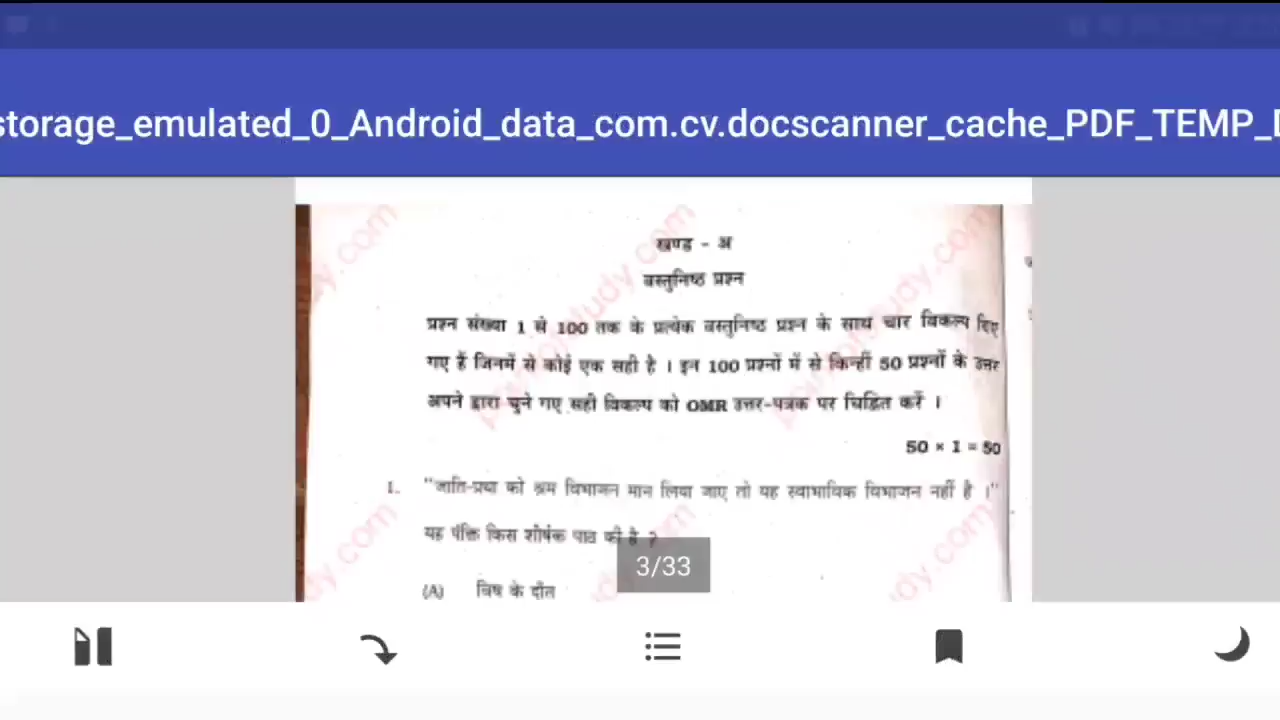 storage_emulated_0_Android_data_com.cv.docscanner_cache_PDF_TEMP_
खण्ड - अ
वस्तुनिष्ठ प्रश्न
प्रश्न संख्या 1 से 100 तक के प्रत्येक वस्तुनिष्ठ प्रश्न के साथ चार विकल्प दिए
गए हैं जिनमें से कोई एक सही है । इन 100 प्रश्नों में से किन्हीं 50 प्रश्नों के उत्तर
अपने द्वारा चुने गए सही विकल्प को OMR उत्तर-पत्रक पर चिह्नित करें ।
50 × 1 = 50
1. "जाति-प्रथा को श्रम विभाजन मान लिया जाए तो यह स्वाभाविक विभाजन नहीं है ।"
यह पंक्ति किस शीर्षक पाठ की है ?
3/33
(A) विष के दाँत